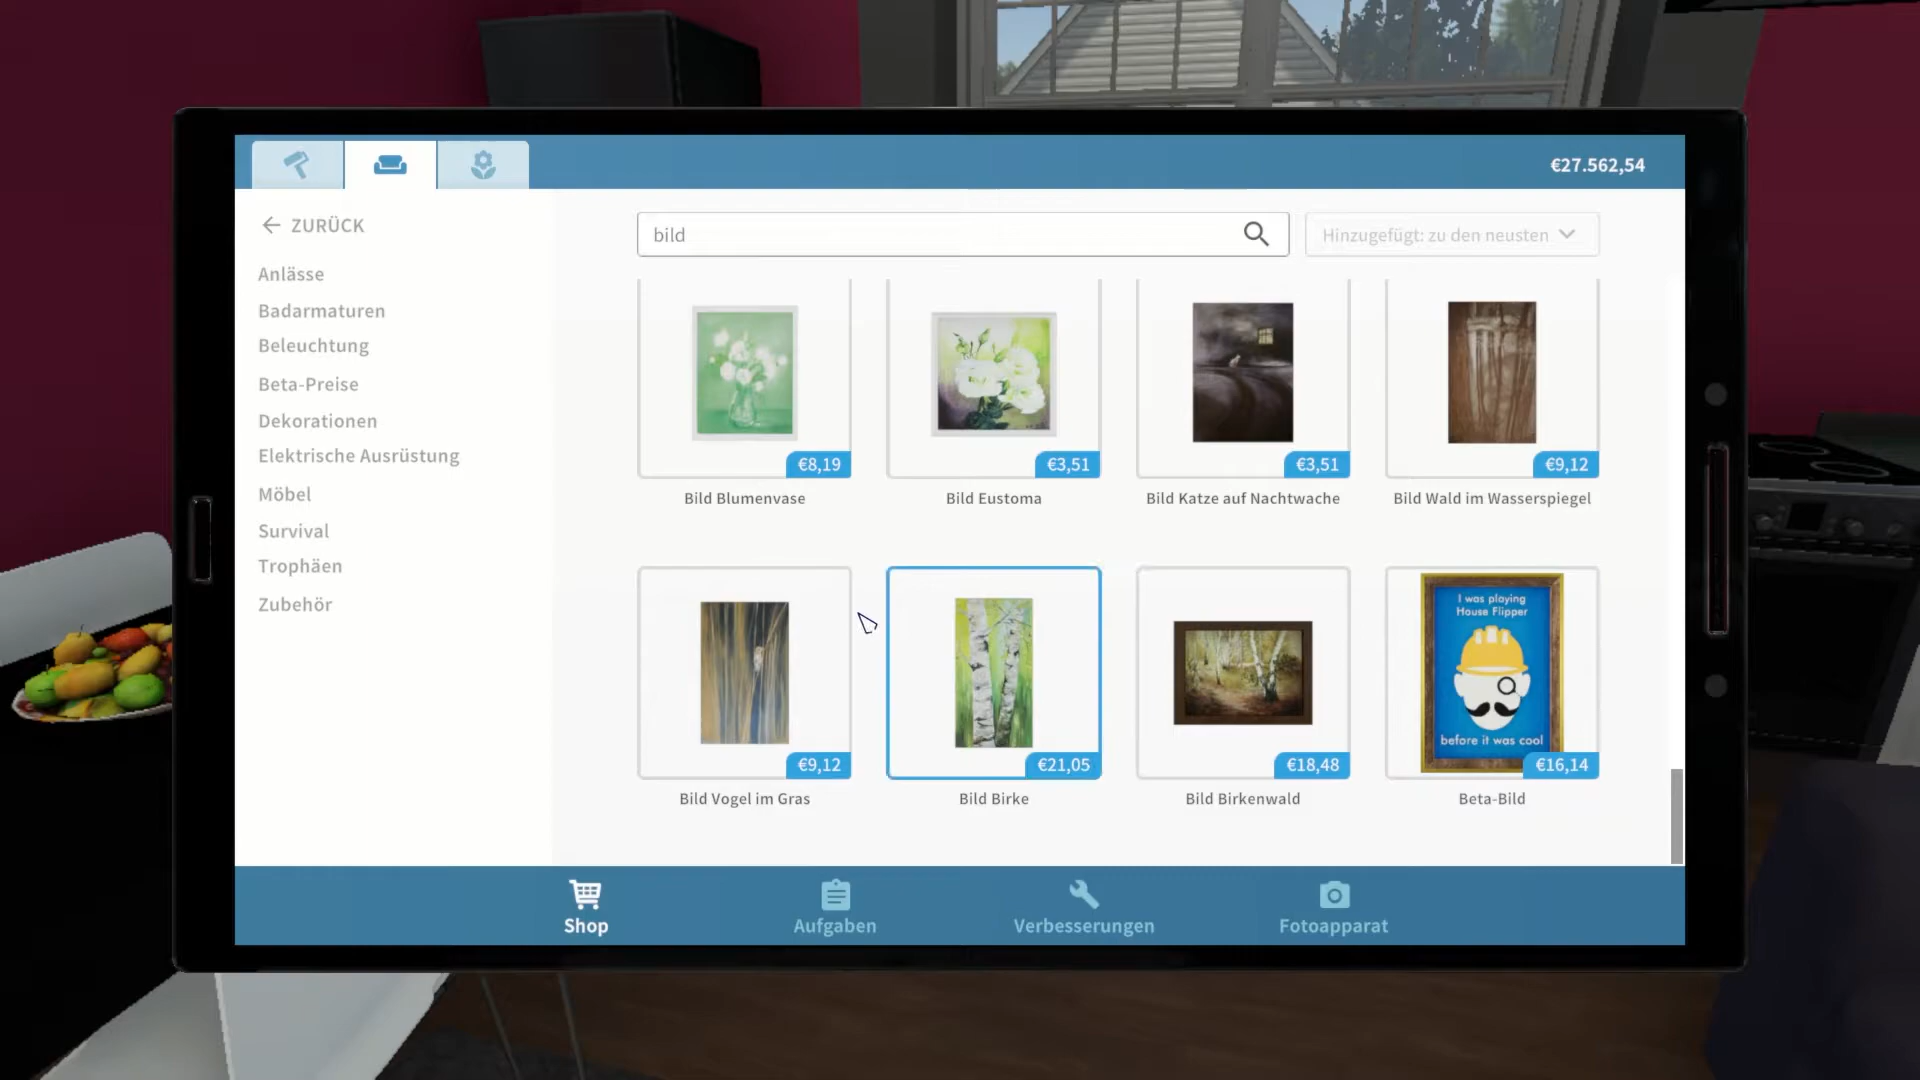 €27.562,54
ZURÜCK
bild
Hinzugefügt: zu den neusten
Anlässe
Badarmaturen
Beleuchtung
Beta-Preise
Dekorationen
Elektrische Ausrüstung
Möbel
Survival
Trophäen
Zubehör
€8,19
€3,51
€3,51
€9,12
Bild Blumenvase
Bild Eustoma
Bild Katze auf Nachtwache
Bild Wald im Wasserspiegel
I was playing
House Flipper
before it was cool
€9,12
€21,05
€18,48
€16,14
Bild Vogel im Gras
Bild Birke
Bild Birkenwald
Beta-Bild
Shop
Aufgaben
Verbesserungen
Fotoapparat